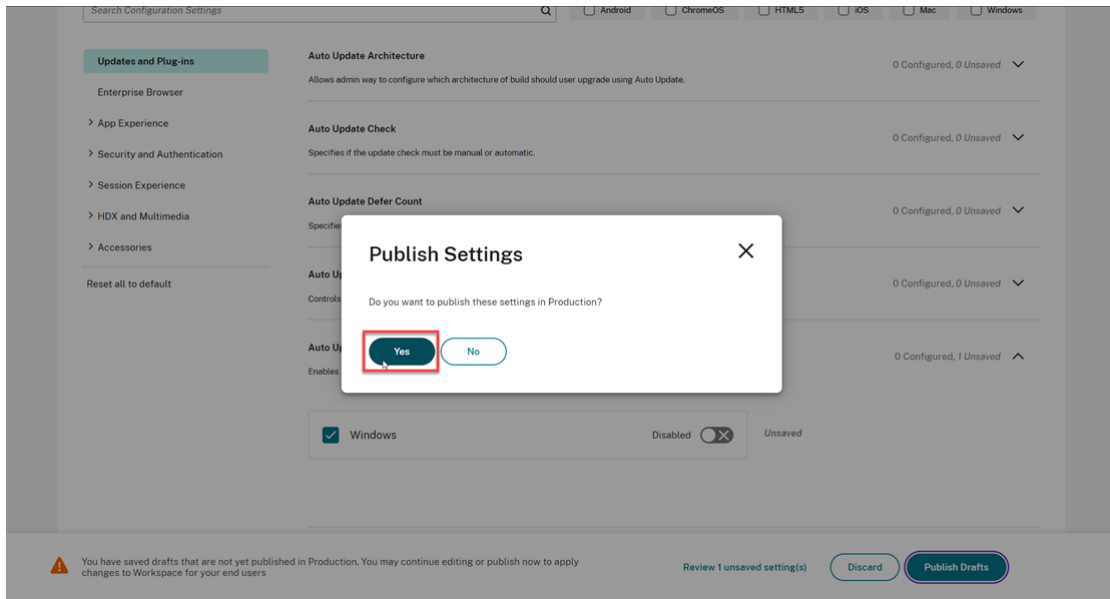 Search Configuration Settings
Android
ChromeOS
HTML5
iOS
Mac
Windows
Updates and Plug-ins
Enterprise Browser
App Experience
Security and Authentication
Session Experience
HDX and Multimedia
Accessories
Reset all to default
Auto Update Architecture
Allows admin way to configure which architecture of build should user upgrade using Auto Update.
0 Configured, 0 Unsaved
Auto Update Check
Specifies if the update check must be manual or automatic.
0 Configured, 0 Unsaved
Auto Update Defer Count
0 Configured, 0 Unsaved
Auto
Controls
0 Configured, 0 Unsaved
Auto
Enables
0 Configured, 1 Unsaved
Publish Settings
Do you want to publish these settings in Production?
Yes
No
Windows
Disabled
Unsaved
You have saved drafts that are not yet published in Production. You may continue editing or publish now to apply
changes to Workspace for your end users
Review 1 unsaved setting(s)
Discard
Publish Drafts